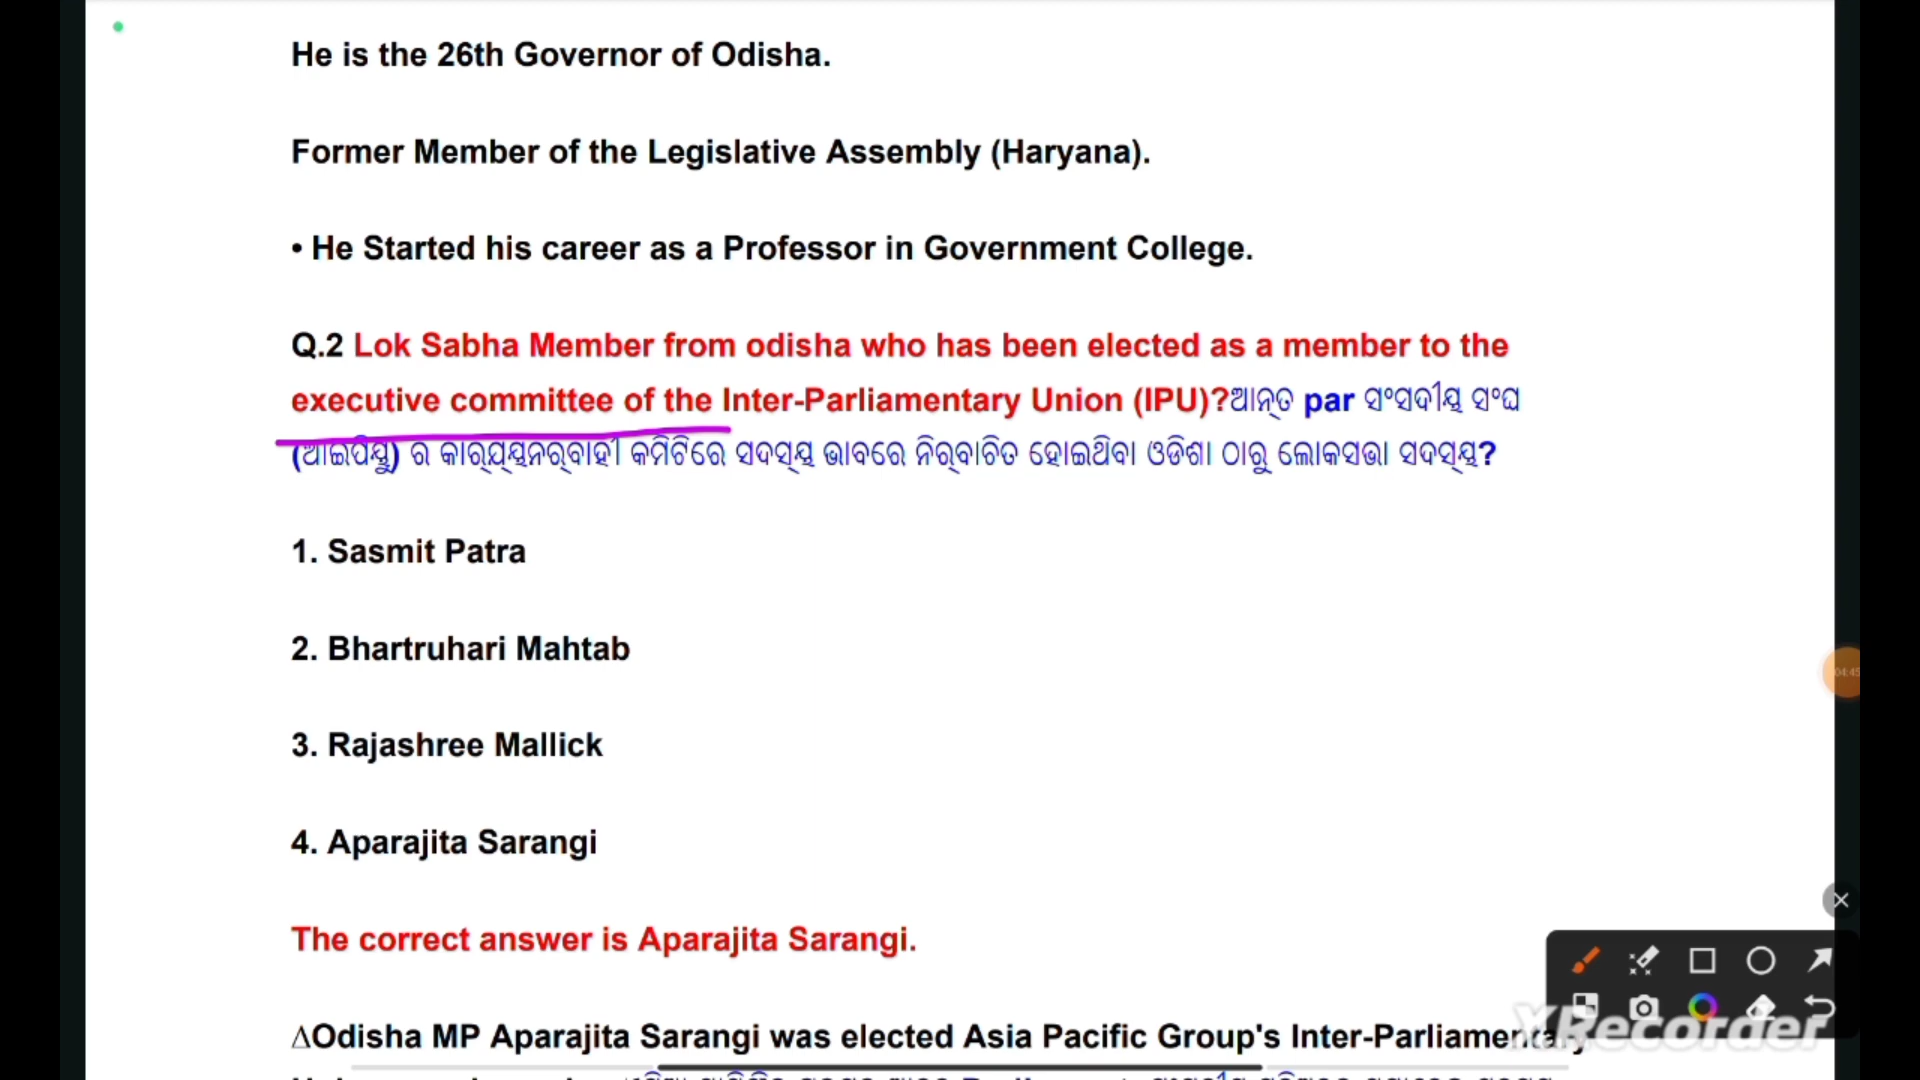 He is the 26th Governor of Odisha.
Former Member of the Legislative Assembly (Haryana).
• He Started his career as a Professor in Government College.
Q.2 Lok Sabha Member from odisha who has been elected as a member to the
executive committee of the Inter-Parliamentary Union (IPU)?ଆନ୍ତ par ସଂସଦୀୟ ସଂଘ
(ଆଇପିୟୁ) ର କାର୍ଯ୍ୟନିର୍ବାହୀ କମିଟିରେ ସଦସ୍ୟ ଭାବରେ ନିର୍ବାଚିତ ହୋଇଥିବା ଓଡିଶା ଠାରୁ ଲୋକସଭା ସଦସ୍ୟ?
1. Sasmit Patra
2. Bhartruhari Mahtab
3. Rajashree Mallick
4. Aparajita Sarangi
The correct answer is Aparajita Sarangi.
∆Odisha MP Aparajita Sarangi was elected Asia Pacific Group's Inter-Parliamentary
04:45
XRecorder